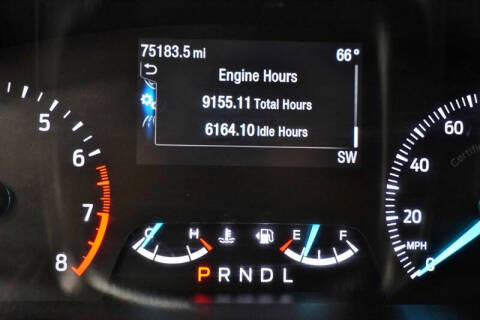 75183.5 mi 66°
Engine Hours
9155.11 Total Hours
6164.10 Idle Hours
SW
5
6
7
8
C H
E F
P R N D L
60
40
20
MPH
0
Certifie